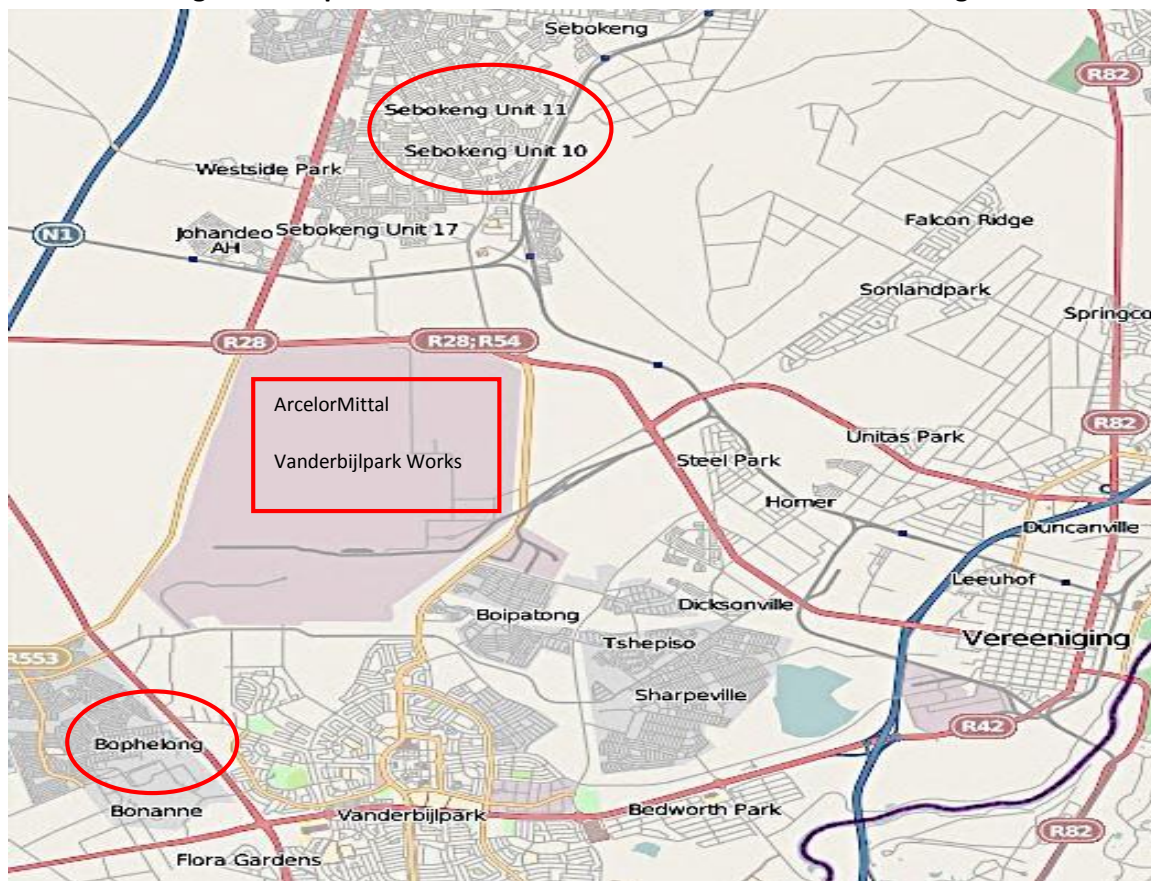 Sebokeng
R82
Sebokeng Unit 11
Sebokeng Unit 10
Westside Park
Falcon Ridge
N1
Johandeo
AH
Sebokeng Unit 17
Sonlandpark
R28
R28;R54
ArcelorMittal
Vanderbijlpark Works
R82
Unitas Park
Steel Park
Horner
Duncanville
Leeuhof
Boipatong
Dicksonville
Tshepiso
Vereeniging
R553
Sharpeville
R42
Bophelong
Bonanne
Vanderbijlpark
Bedworth Park
R82
Flora Gardens